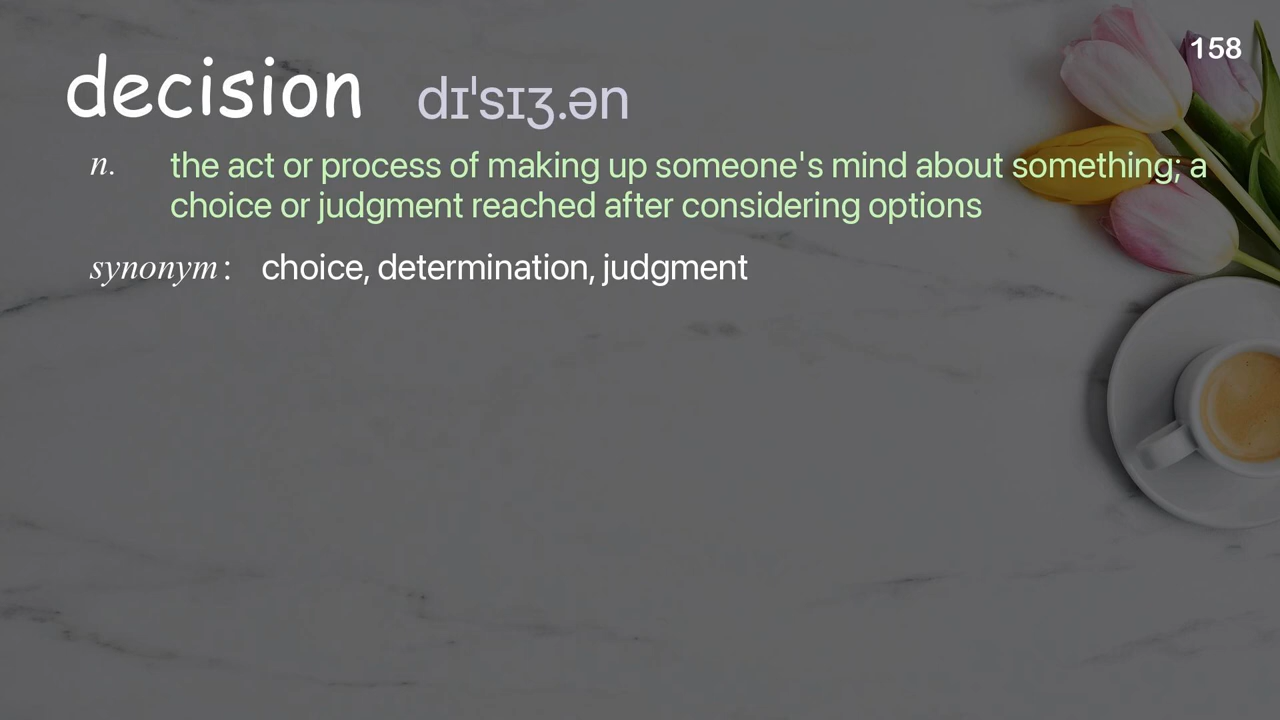 158
decision dɪˈsɪʒ.ən
n. the act or process of making up someone's mind about something; a
choice or judgment reached after considering options
synonym: choice, determination, judgment